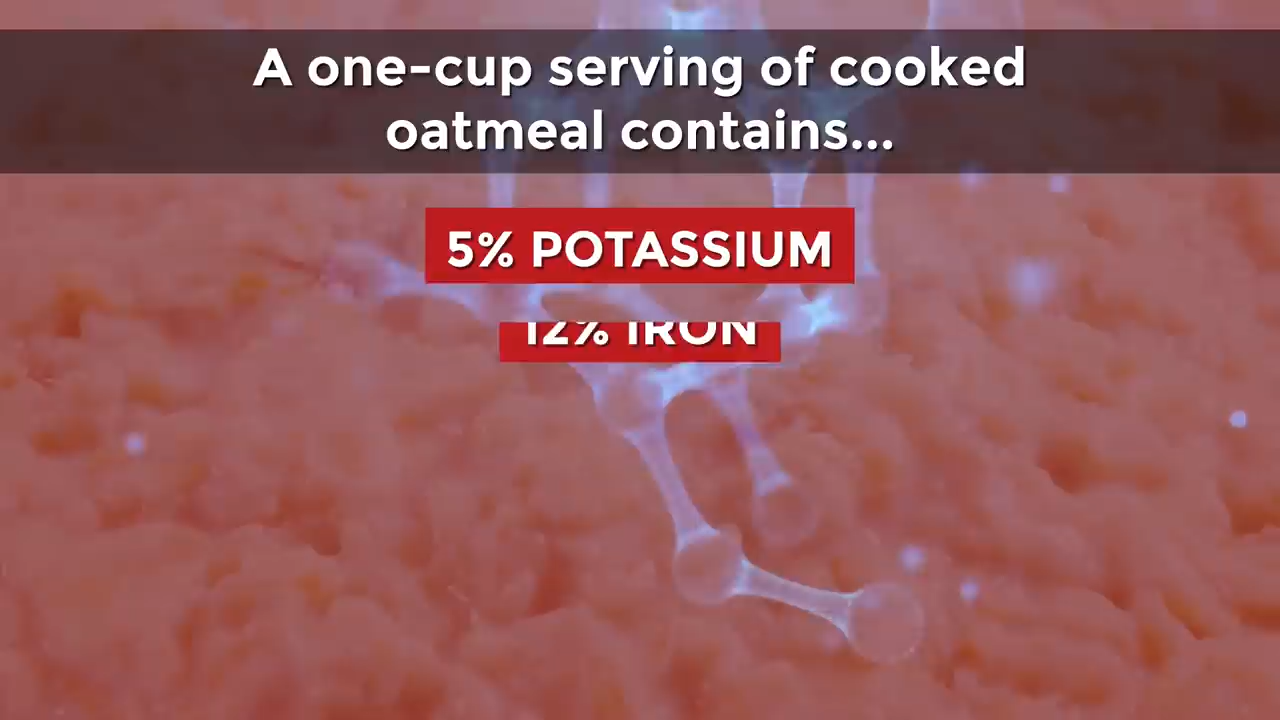 A one-cup serving of cooked
oatmeal contains...
5% POTASSIUM
12% IRON